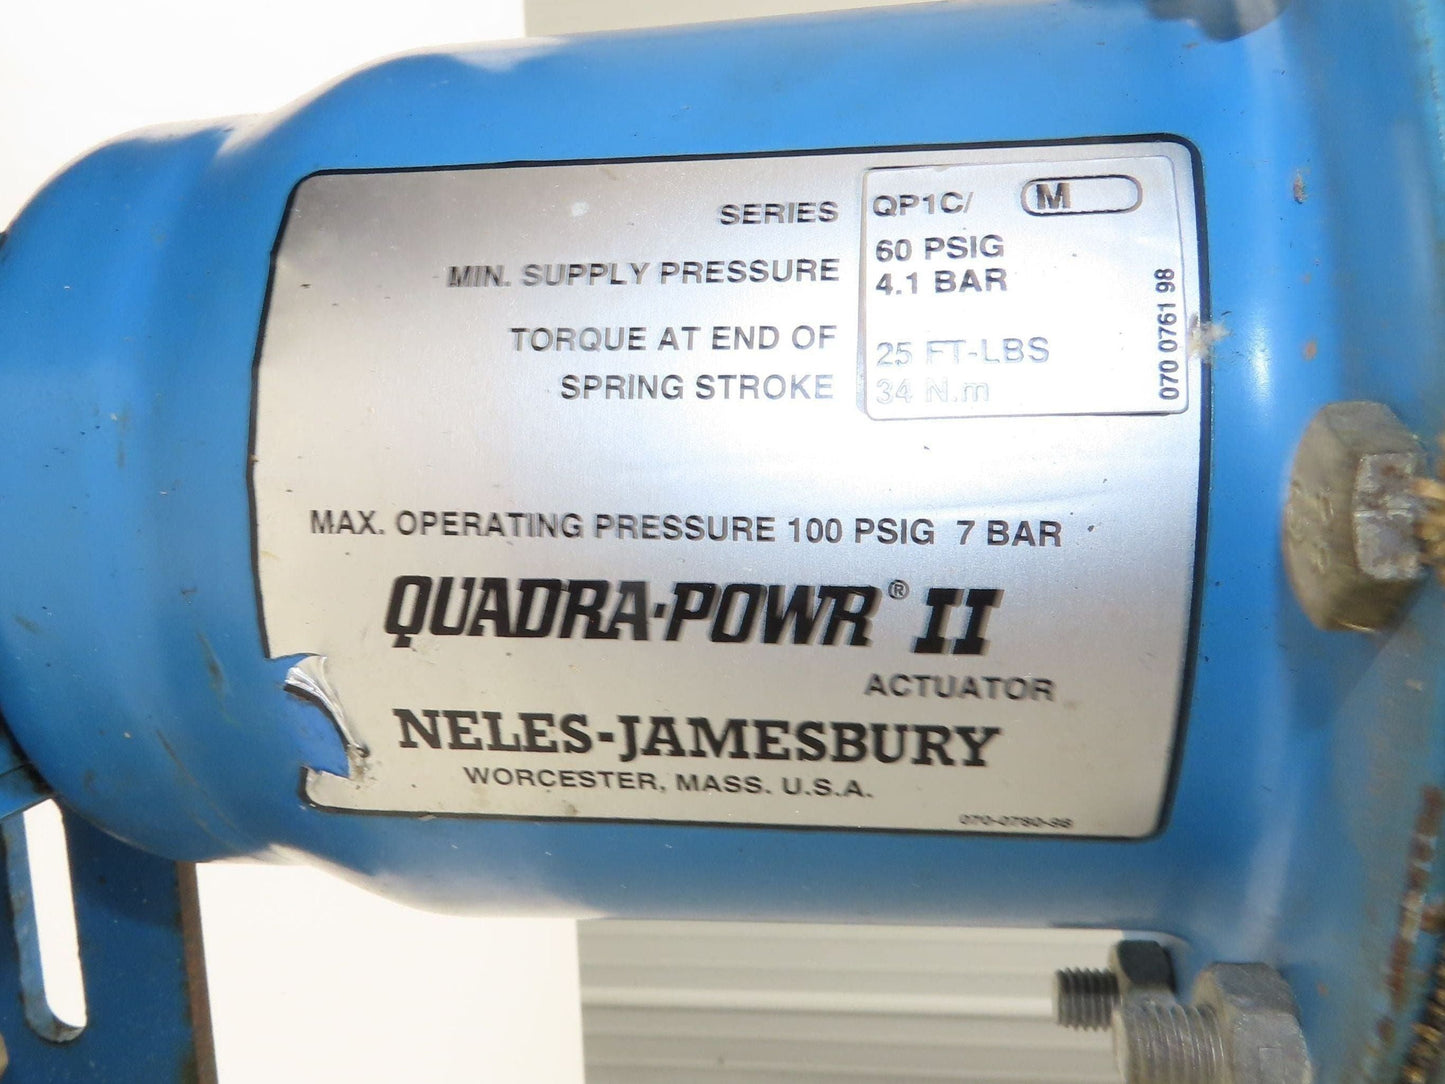 SERIES QP1C/ M
MIN. SUPPLY PRESSURE 60 PSIG
4.1 BAR
TORQUE AT END OF 25 FT-LBS
SPRING STROKE 34 N.m
070 0761 98
MAX. OPERATING PRESSURE 100 PSIG 7 BAR
QUADRA-POWR® II
ACTUATOR
NELES-JAMESBURY
WORCESTER, MASS. U.S.A.